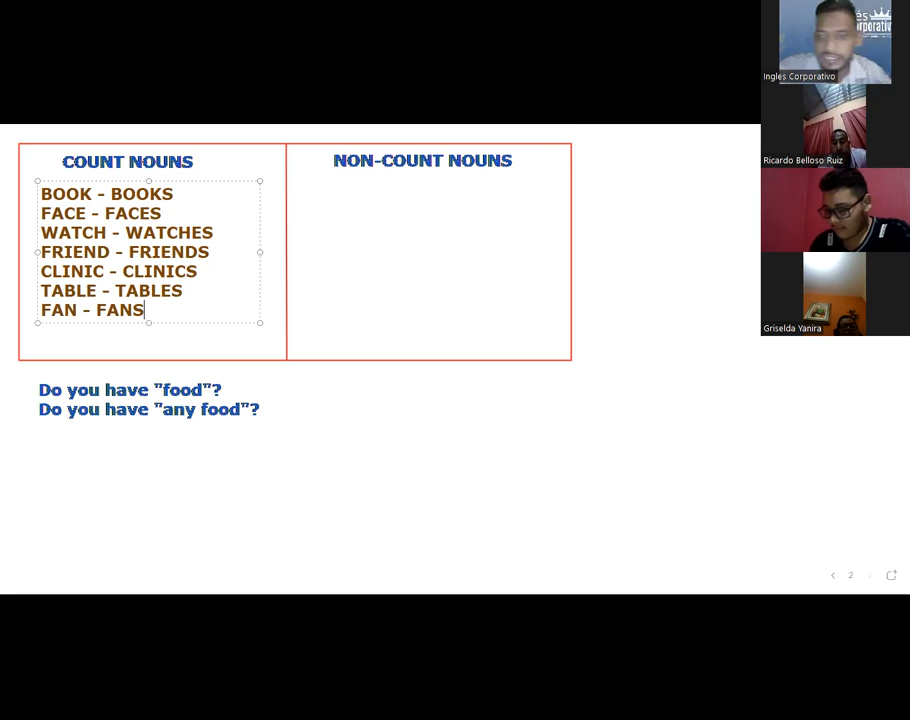 COUNT NOUNS
BOOK - BOOKS
FACE - FACES
WATCH - WATCHES
FRIEND - FRIENDS
CLINIC - CLINICS
TABLE - TABLES
FAN - FANS
NON-COUNT NOUNS
Do you have "food"?
Do you have "any food"?
Ingles Corporativo
Ricardo Belloso Ruiz
Griselda Yanira
2